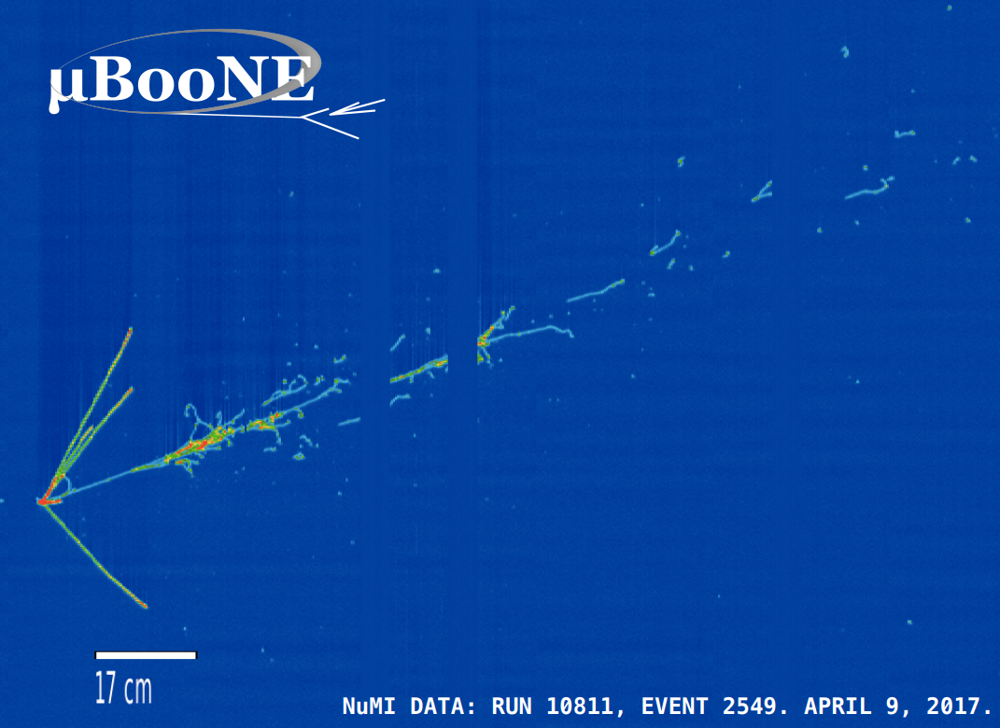 µBooNE
17 cm
NuMI DATA: RUN 10811, EVENT 2549. APRIL 9, 2017.